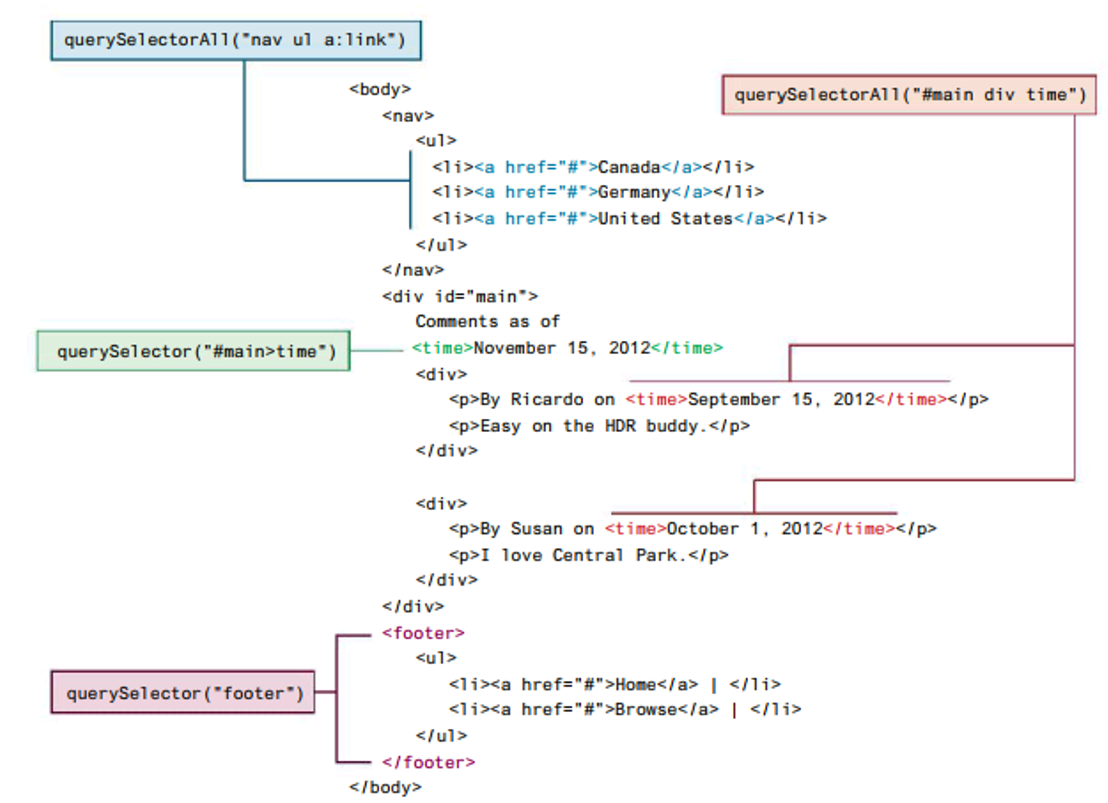 querySelectorAll("nav ul a:link")
<body>
querySelectorAll("#main div time")
<nav>
<ul>
<li><a href="#">Canada</a></li>
<li><a href="#">Germany</a></li>
<li><a href="#">United States</a></li>
</ul>
</nav>
<div id="main">
Comments as of
querySelector("#main>time")
<time>November 15, 2012</time>
<div>
<p>By Ricardo on <time>September 15, 2012</time></p>
<p>Easy on the HDR buddy.</p>
</div>
<div>
<p>By Susan on <time>October 1, 2012</time></p>
<p>I love Central Park.</p>
</div>
</div>
<footer>
<ul>
querySelector("footer")
<li><a href="#">Home</a> | </li>
<li><a href="#">Browse</a> | </li>
</ul>
</footer>
</body>